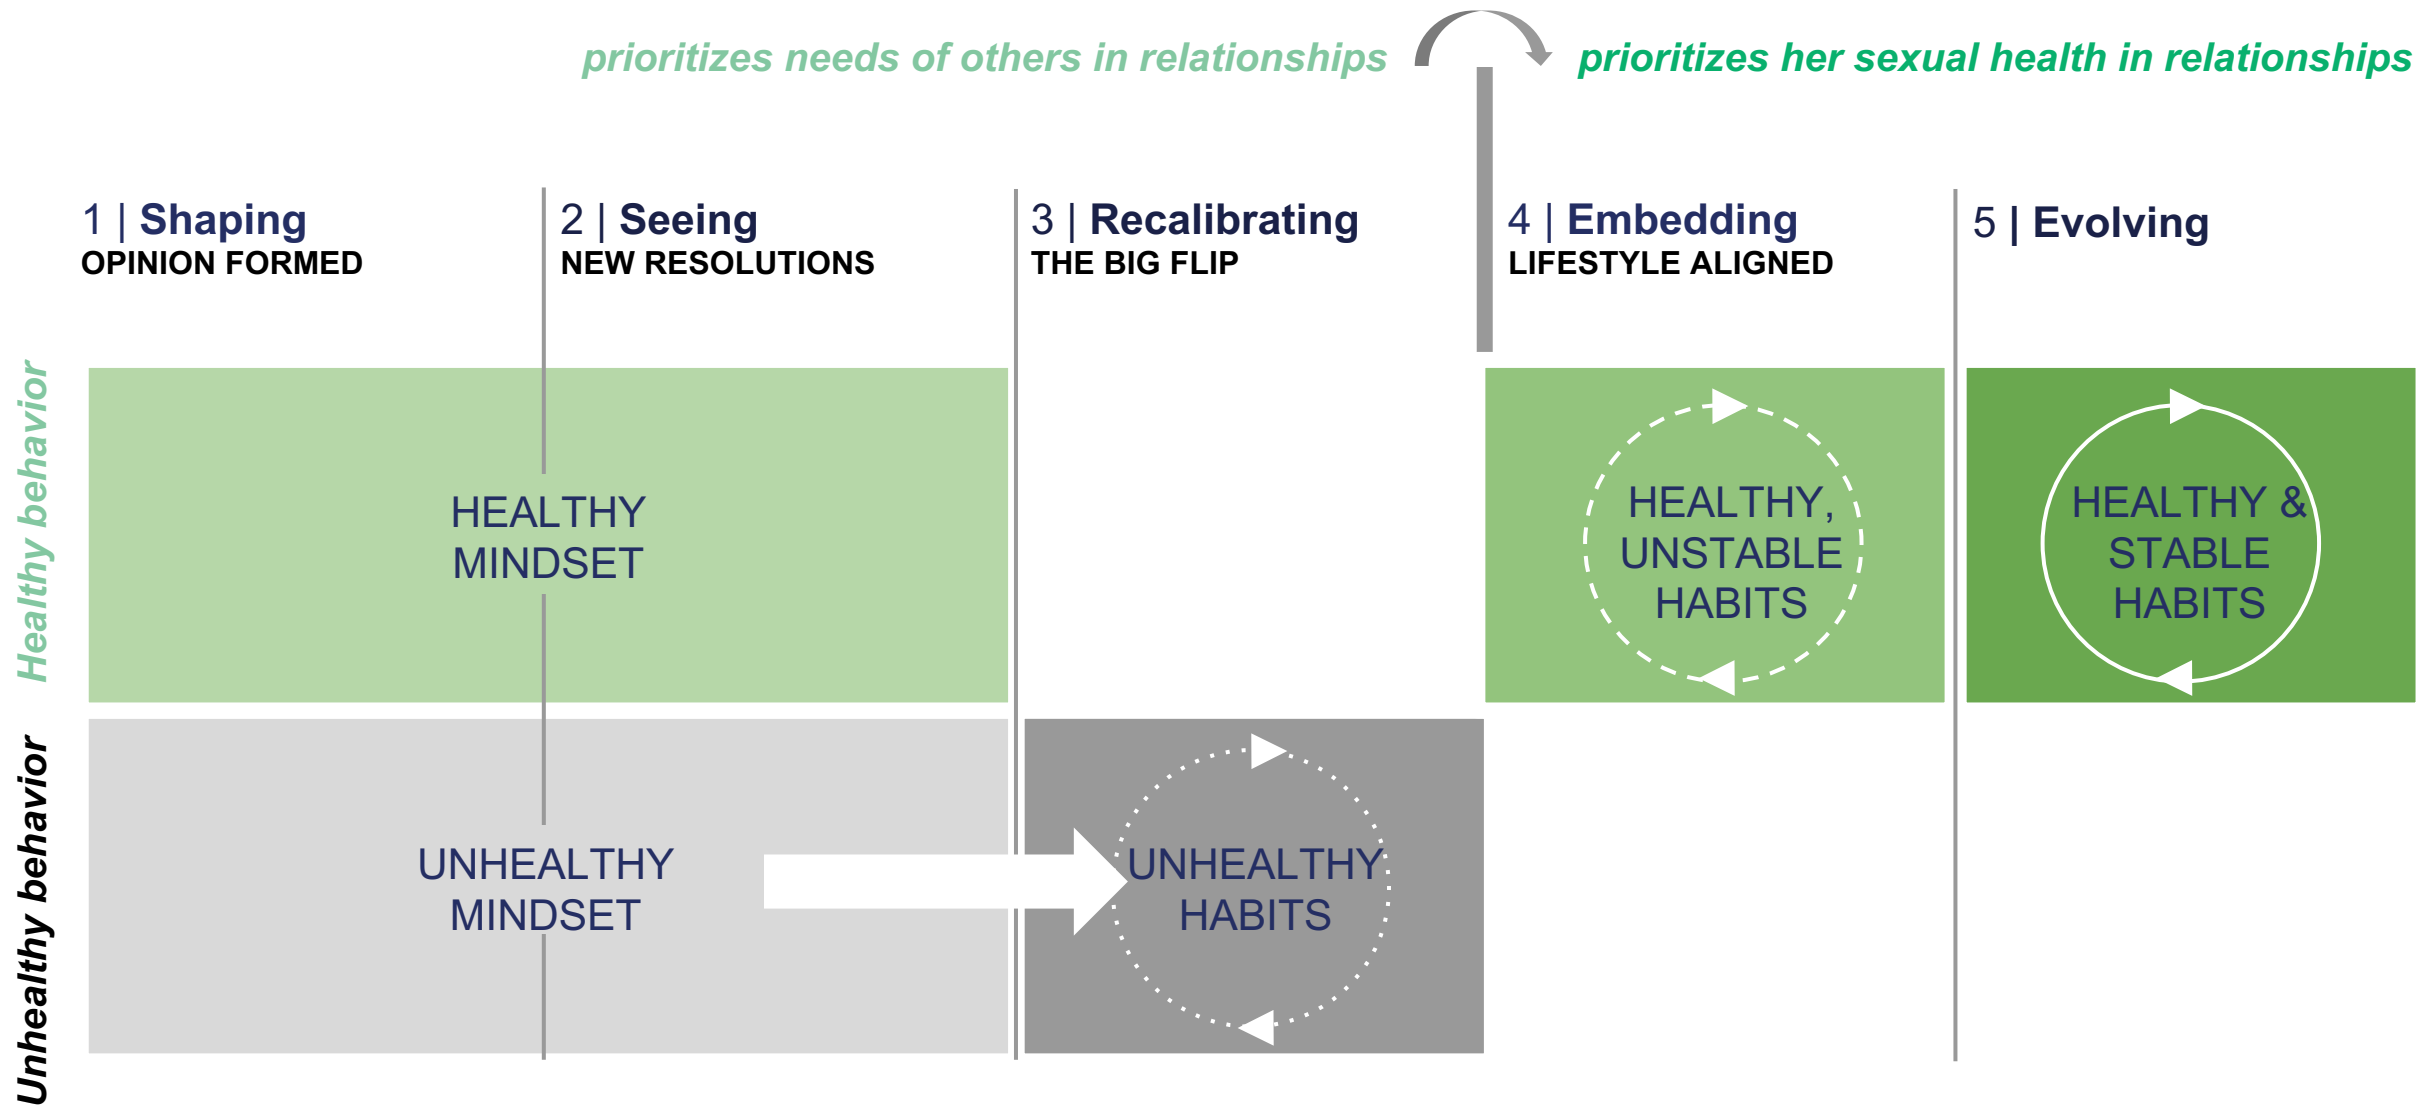 prioritizes needs of others in relationships
prioritizes her sexual health in relationships
1 | Shaping
OPINION FORMED
2 | Seeing
NEW RESOLUTIONS
3 | Recalibrating
THE BIG FLIP
4 | Embedding
LIFESTYLE ALIGNED
5 | Evolving
Healthy behavior
HEALTHY
MINDSET
HEALTHY,
UNSTABLE
HABITS
HEALTHY &
STABLE
HABITS
Unhealthy behavior
UNHEALTHY
MINDSET
UNHEALTHY
HABITS